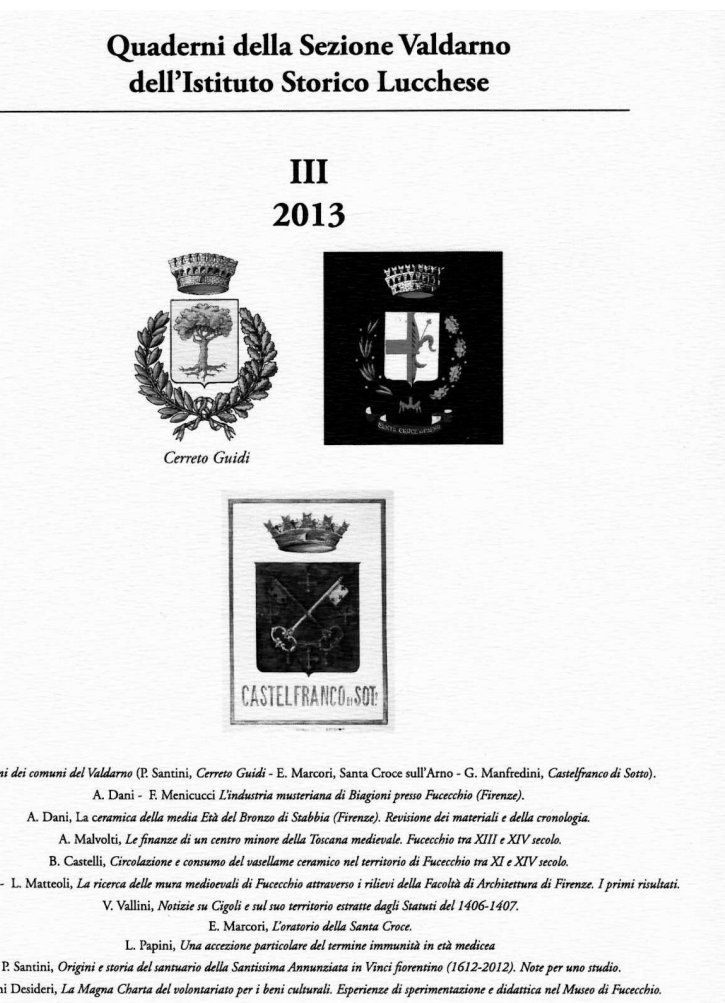 Quaderni della Sezione Valdarno
dell'Istituto Storico Lucchese
III
2013
SANTA CROCE
Cerreto Guidi
CASTELFRANCO DI SOT:
dei comuni del Valdarno (P. Santini, Cerreto Guidi - E. Marcori, Santa Croce sull'Arno - G. Manfredini, Castelfranco di Sotto).
A. Dani - F. Menicucci L'industria musteriana di Biagioni presso Fucecchio (Firenze).
A. Dani, La ceramica della media Età del Bronzo di Stabbia (Firenze). Revisione dei materiali e della cronologia.
A. Malvolti, Le finanze di un centro minore della Toscana medievale. Fucecchio tra XIII e XIV secolo.
B. Castelli, Circolazione e consumo del vasellame ceramico nel territorio di Fucecchio tra XI e XIV secolo.
- L. Matteoli, La ricerca delle mura medioevali di Fucecchio attraverso i rilievi della Facoltà di Architettura di Firenze. I primi risultati.
V. Vallini, Notizie su Cigoli e sul suo territorio estratte dagli Statuti del 1406-1407.
E. Marcori, L'oratorio della Santa Croce.
L. Papini, Una accezione particolare del termine immunità in età medicea
P. Santini, Origini e storia del santuario della Santissima Annunziata in Vinci fiorentino (1612-2012). Note per uno studio.
Desideri, La Magna Charta del volontariato per i beni culturali. Esperienze di sperimentazione e didattica nel Museo di Fucecchio.